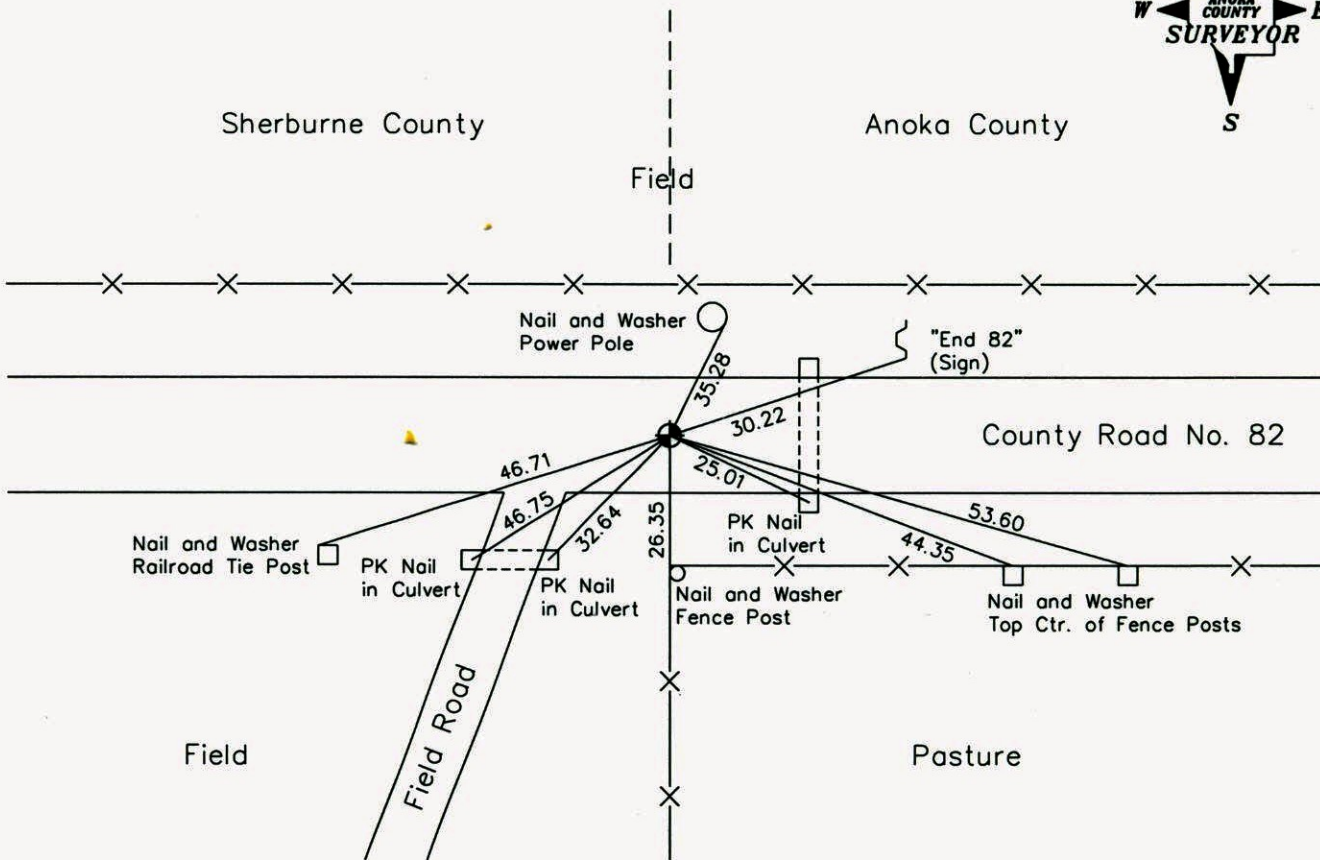 W
ANOKA
COUNTY
E
SURVEYOR
S
Sherburne County
Anoka County
Field
Nail and Washer
Power Pole
35.28
"End 82"
(Sign)
30.22
County Road No. 82
46.71
46.75
32.64
26.35
25.01
PK Nail
in Culvert
53.60
44.35
Nail and Washer
Railroad Tie Post
PK Nail
in Culvert
PK Nail
in Culvert
Nail and Washer
Fence Post
Nail and Washer
Top Ctr. of Fence Posts
Field Road
Field
Pasture